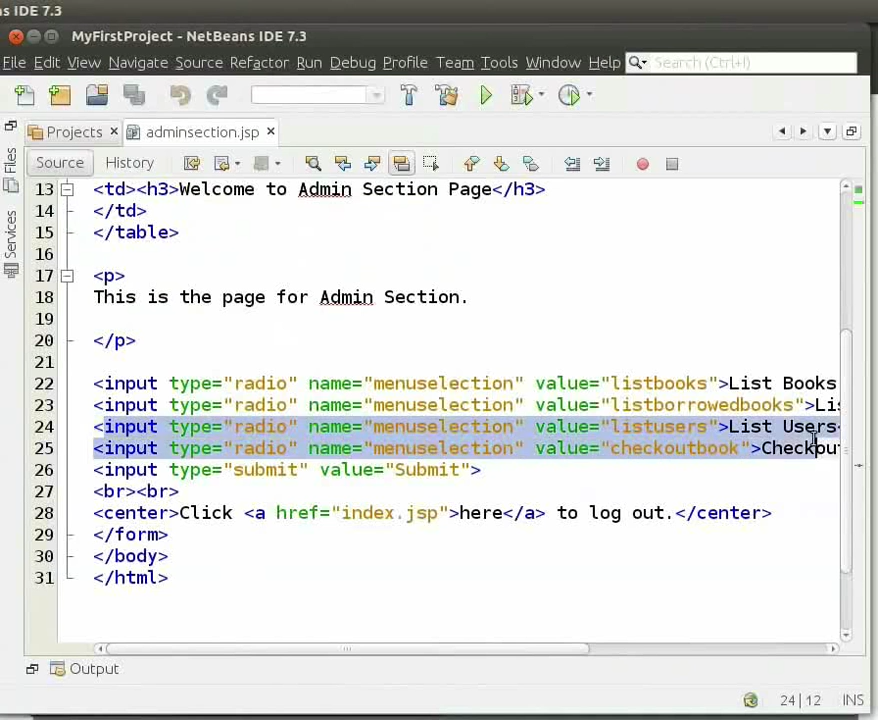 s IDE 7.3
MyFirstProject - NetBeans IDE 7.3
File Edit View Navigate Source Refactor Run Debug Profile Team Tools Window Help Search (Ctrl+I)
Projects adminsection.jsp
Files
Services
Source History
13 <td><h3>Welcome to Admin Section Page</h3>
14 </td>
15 </table>
16
17 <p>
18 This is the page for Admin Section.
19
20 </p>
21
22 <input type="radio" name="menuselection" value="listbooks">List Books
23 <input type="radio" name="menuselection" value="listborrowedbooks">Lis
24 <input type="radio" name="menuselection" value="listusers">List Users<
25 <input type="radio" name="menuselection" value="checkoutbook">Checkout
26 <input type="submit" value="Submit">
27 <br><br>
28 <center>Click <a href="index.jsp">here</a> to log out.</center>
29 </form>
30 </body>
31 </html>
Output
24|12 INS